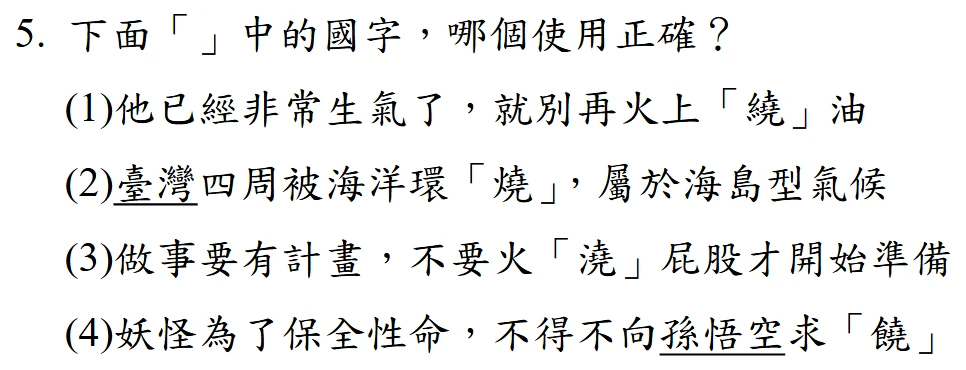 5. 下面「 」中的國字，哪個使用正確？
(1)他已經非常生氣了，就別再火上「繞」油
(2)臺灣四周被海洋環「燒」，屬於海島型氣候
(3)做事要有計畫，不要火「澆」屁股才開始準備
(4)妖怪為了保全性命，不得不向孫悟空求「饒」